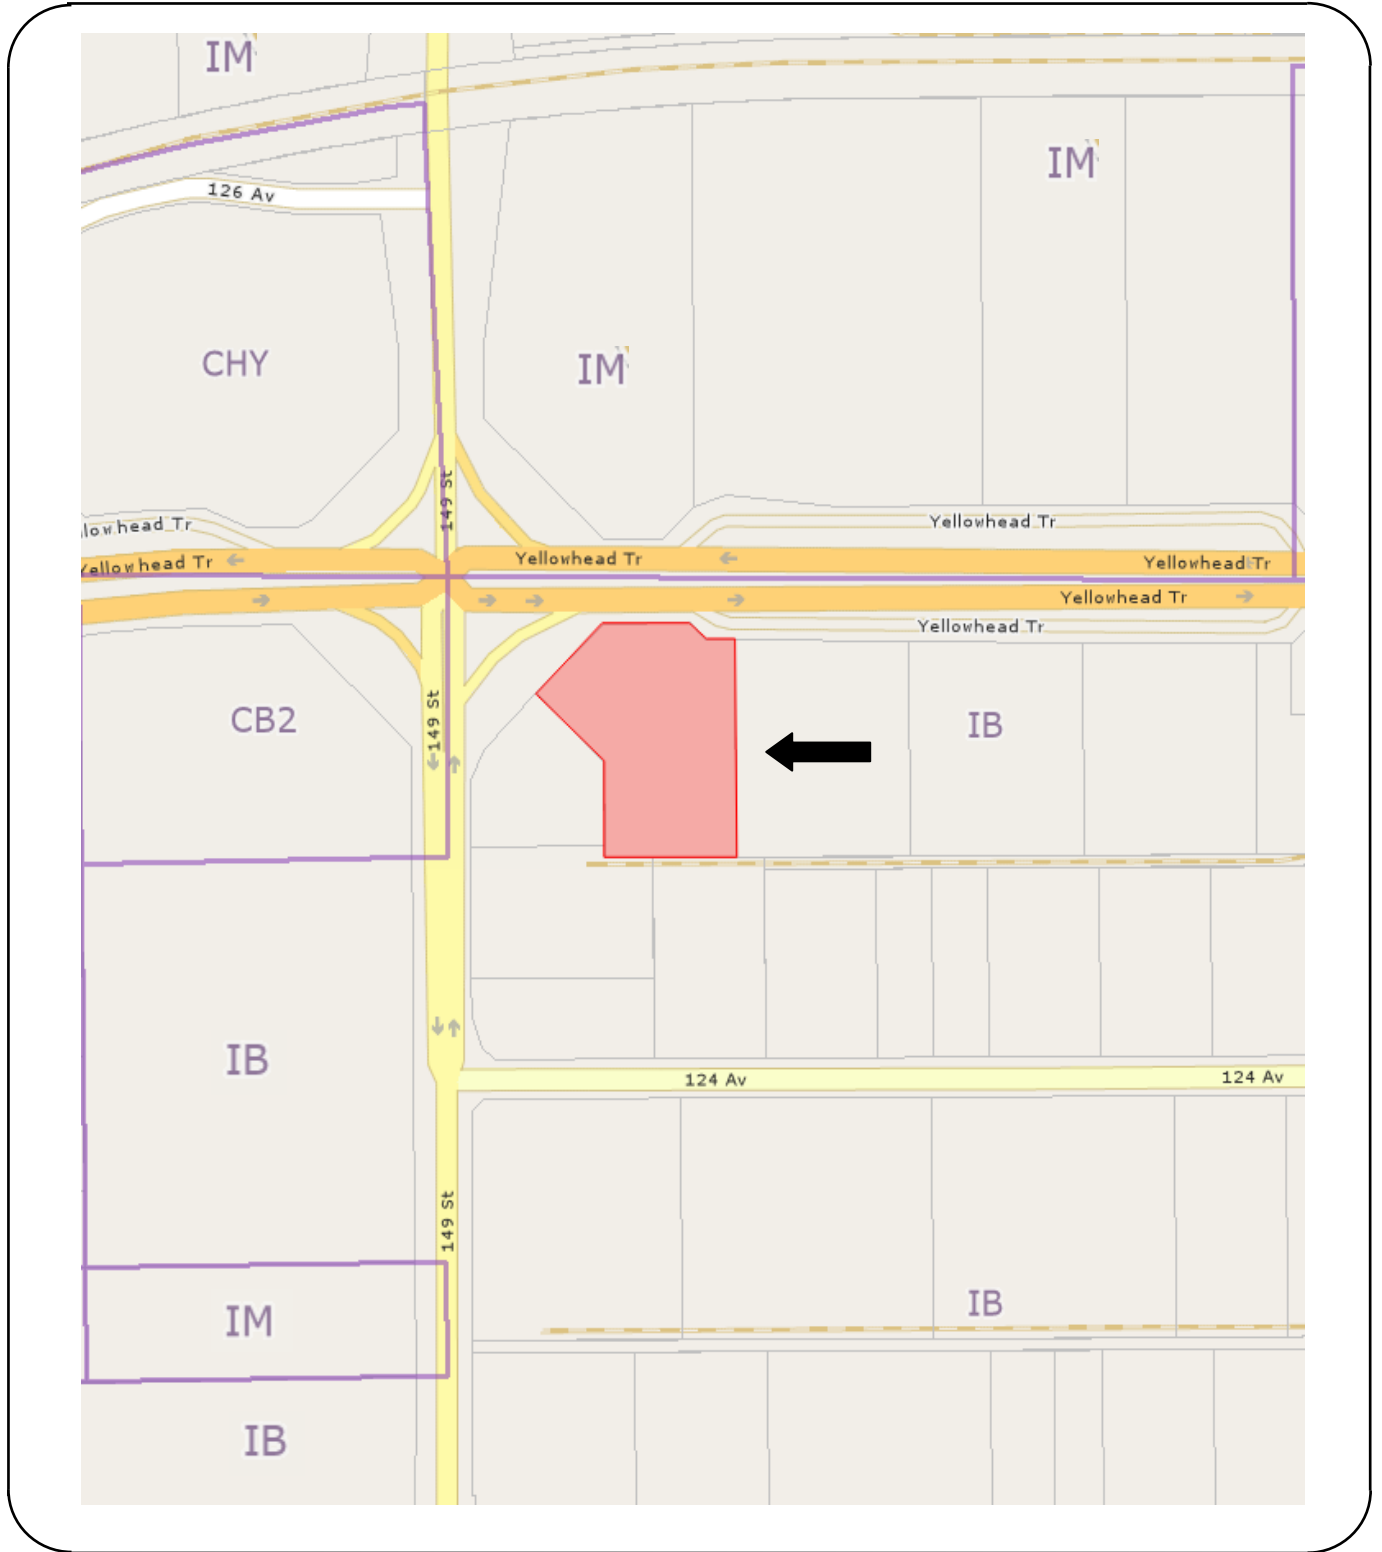 IM
IM
126 Av
CHY
IM
149 St
Yellowhead Tr
lowhead Tr
Yellowhead Tr
Yellowhead Tr
Yellowhead Tr
Yellowhead Tr
Yellowhead Tr
CB2
149 St
IB
IB
124 Av
124 Av
149 St
IM
IB
IB